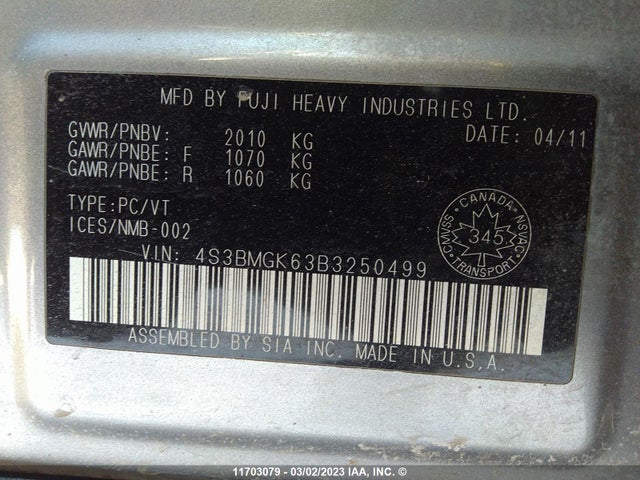 MFD BY FUJI HEAVY INDUSTRIES LTD.
GVWR/PNBV: 2010 KG DATE: 04/11
GAWR/PNBE: F 1070 KG
GAWR/PNBE: R 1060 KG
TYPE:PC/VT
ICES/NMB-002
CMVSS · CANADA · NSVAC
345
TRANSPORT
VIN: 4S3BMGK63B3250499
ASSEMBLED BY SIA INC. MADE IN U.S.A.
11703079 - 03/02/2023 IAA, INC. ©